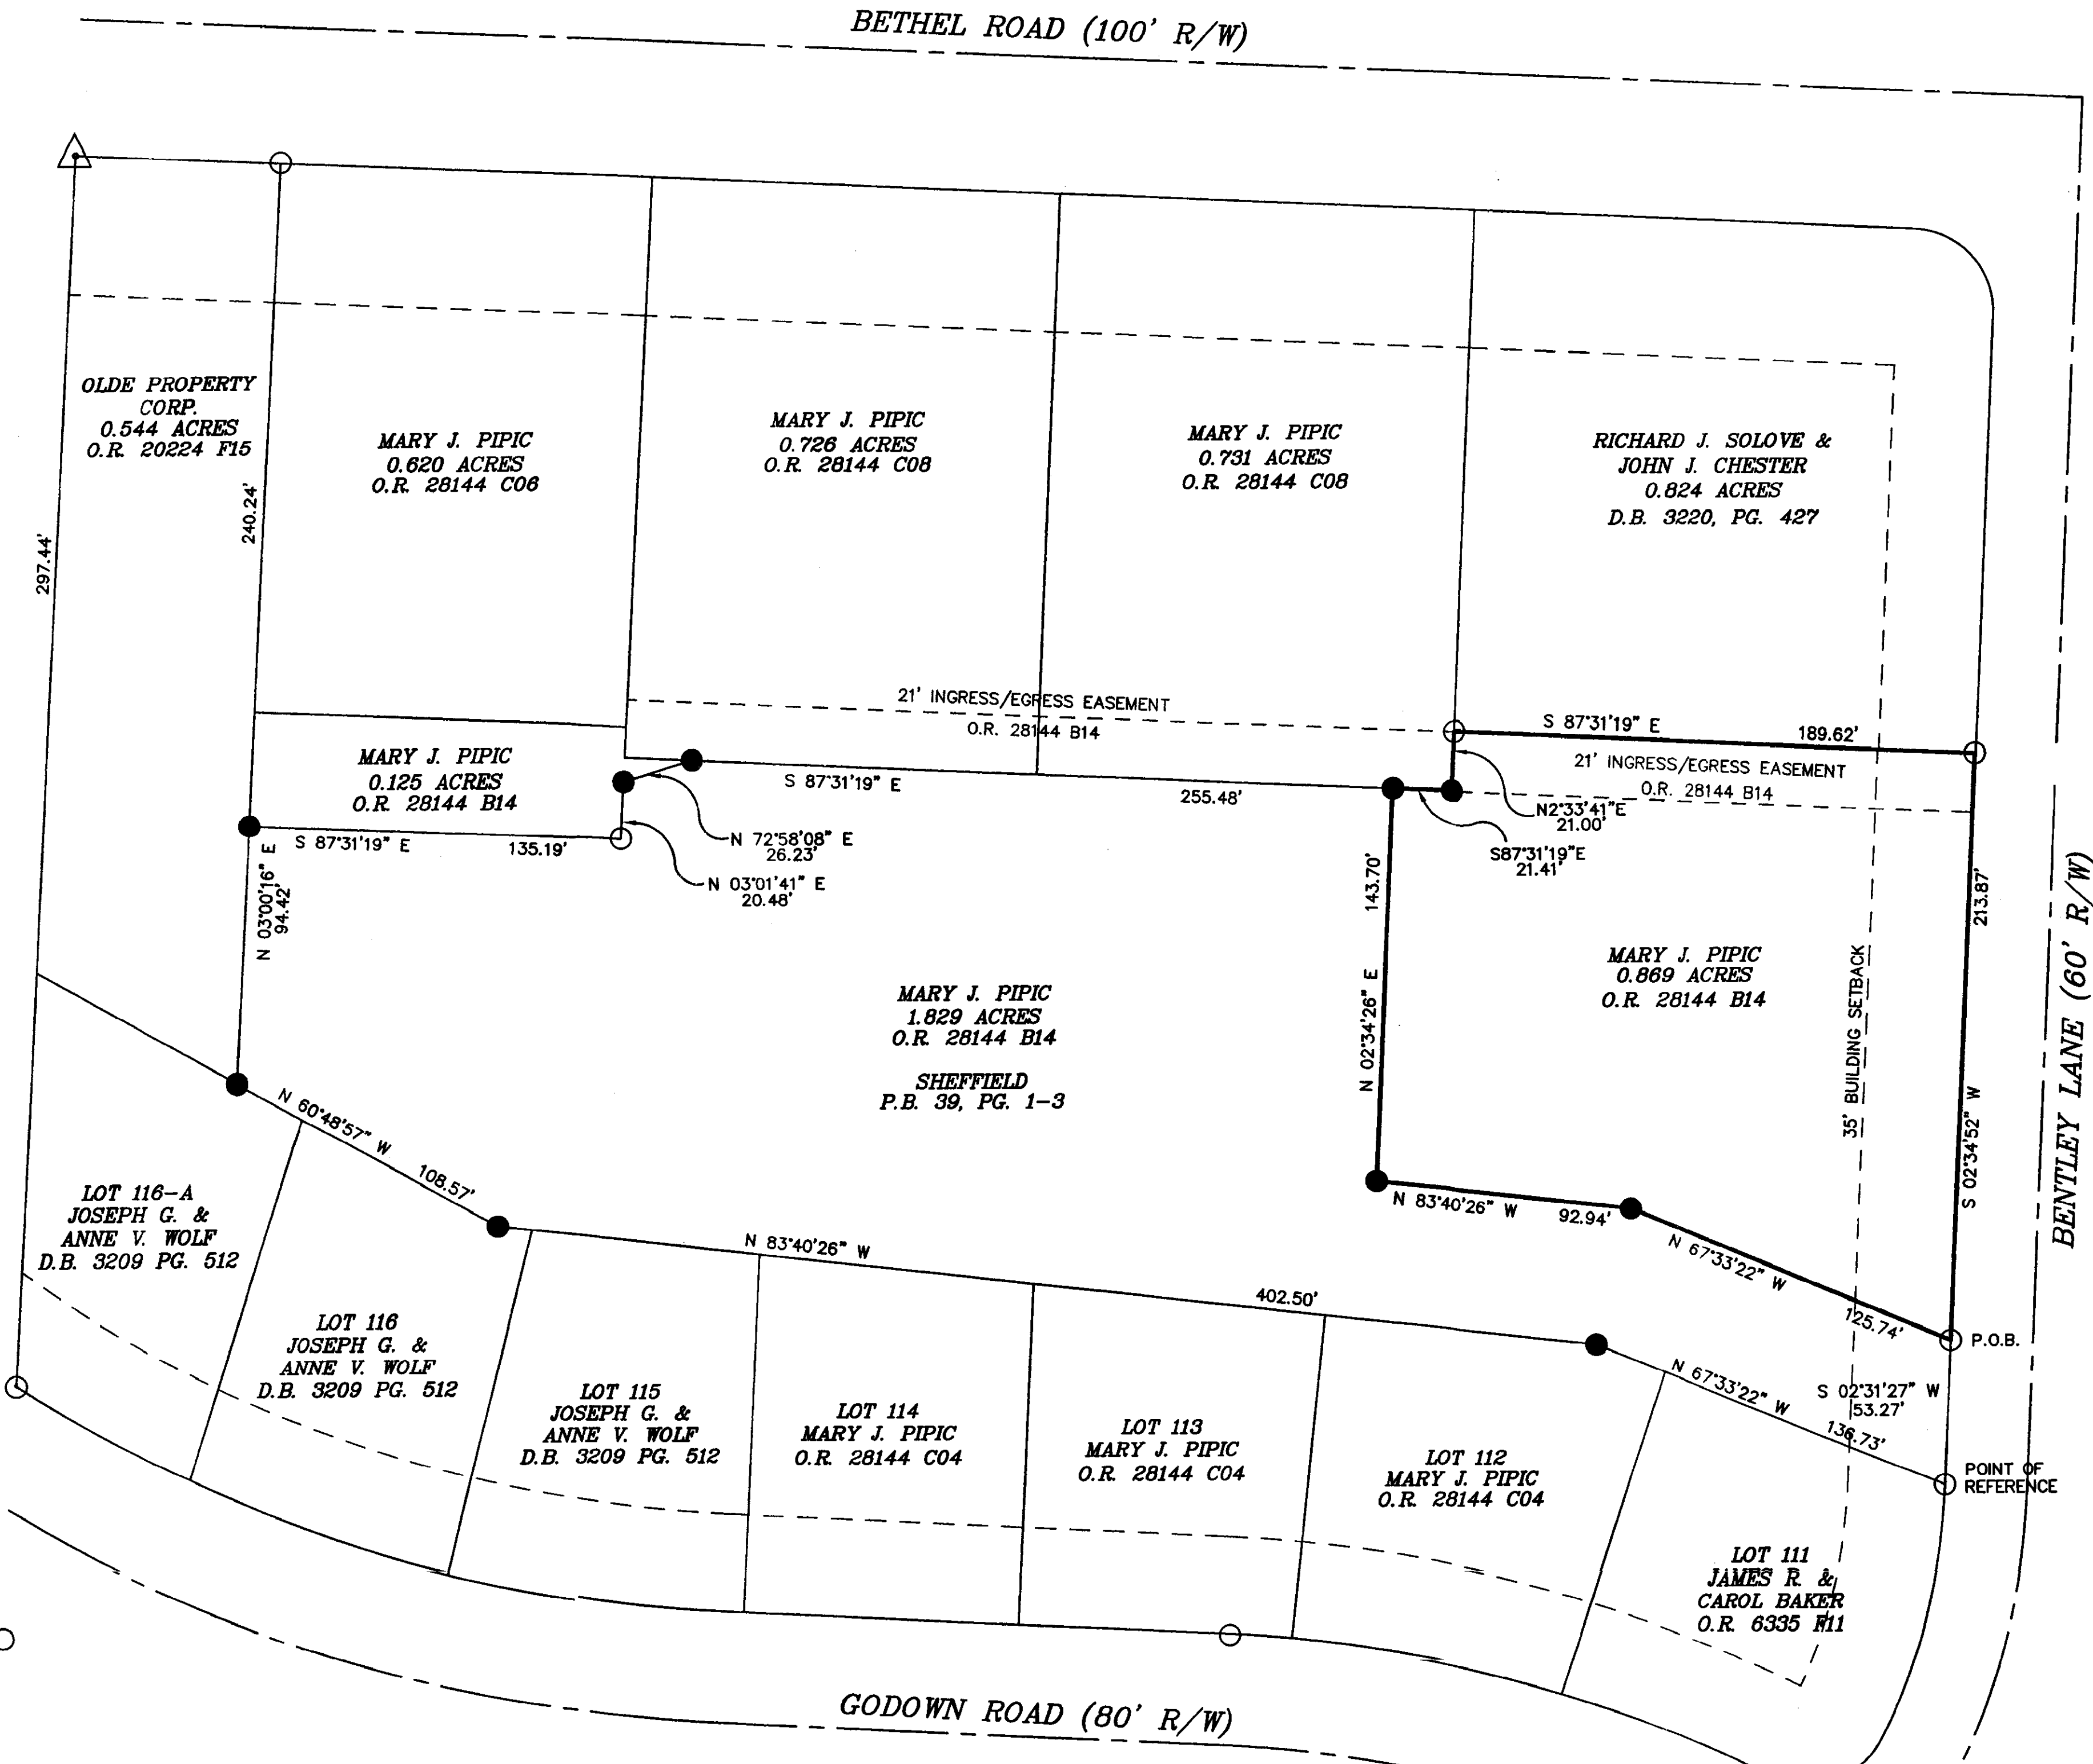 BETHEL ROAD (100' R/W)
OLDE PROPERTY
CORP.
0.544 ACRES
O.R. 20224 F15
MARY J. PIPIC
0.620 ACRES
O.R. 28144 C06
MARY J. PIPIC
0.726 ACRES
O.R. 28144 C08
MARY J. PIPIC
0.731 ACRES
O.R. 28144 C08
RICHARD J. SOLOVE &
JOHN J. CHESTER
0.824 ACRES
D.B. 3220, PG. 427
297.44'
240.24'
21' INGRESS/EGRESS EASEMENT
O.R. 28144 B14
S 87°31'19" E
189.62'
21' INGRESS/EGRESS EASEMENT
O.R. 28144 B14
MARY J. PIPIC
0.125 ACRES
O.R. 28144 B14
S 87°31'19" E
255.48'
N2°33'41"E
21.00'
S87°31'19"E
21.41'
S 87°31'19" E
135.19'
N 72°58'08" E
26.23'
N 03°01'41" E
20.48'
N 03°00'16" E
94.42'
143.70'
N 02°34'26" E
213.87'
S 02°34'52" W
BENTLEY LANE (60' R/W)
MARY J. PIPIC
0.869 ACRES
O.R. 28144 B14
35' BUILDING SETBACK
MARY J. PIPIC
1.829 ACRES
O.R. 28144 B14
SHEFFIELD
P.B. 39, PG. 1-3
N 60°48'57" W
108.57'
N 83°40'26" W
92.94'
N 67°33'22" W
125.74'
P.O.B.
N 83°40'26" W
402.50'
N 67°33'22" W
136.73'
S 02°31'27" W
53.27'
POINT OF
REFERENCE
LOT 116-A
JOSEPH G. &
ANNE V. WOLF
D.B. 3209 PG. 512
LOT 116
JOSEPH G. &
ANNE V. WOLF
D.B. 3209 PG. 512
LOT 115
JOSEPH G. &
ANNE V. WOLF
D.B. 3209 PG. 512
LOT 114
MARY J. PIPIC
O.R. 28144 C04
LOT 113
MARY J. PIPIC
O.R. 28144 C04
LOT 112
MARY J. PIPIC
O.R. 28144 C04
LOT 111
JAMES R. &
CAROL BAKER
O.R. 6335 F11
GODOWN ROAD (80' R/W)